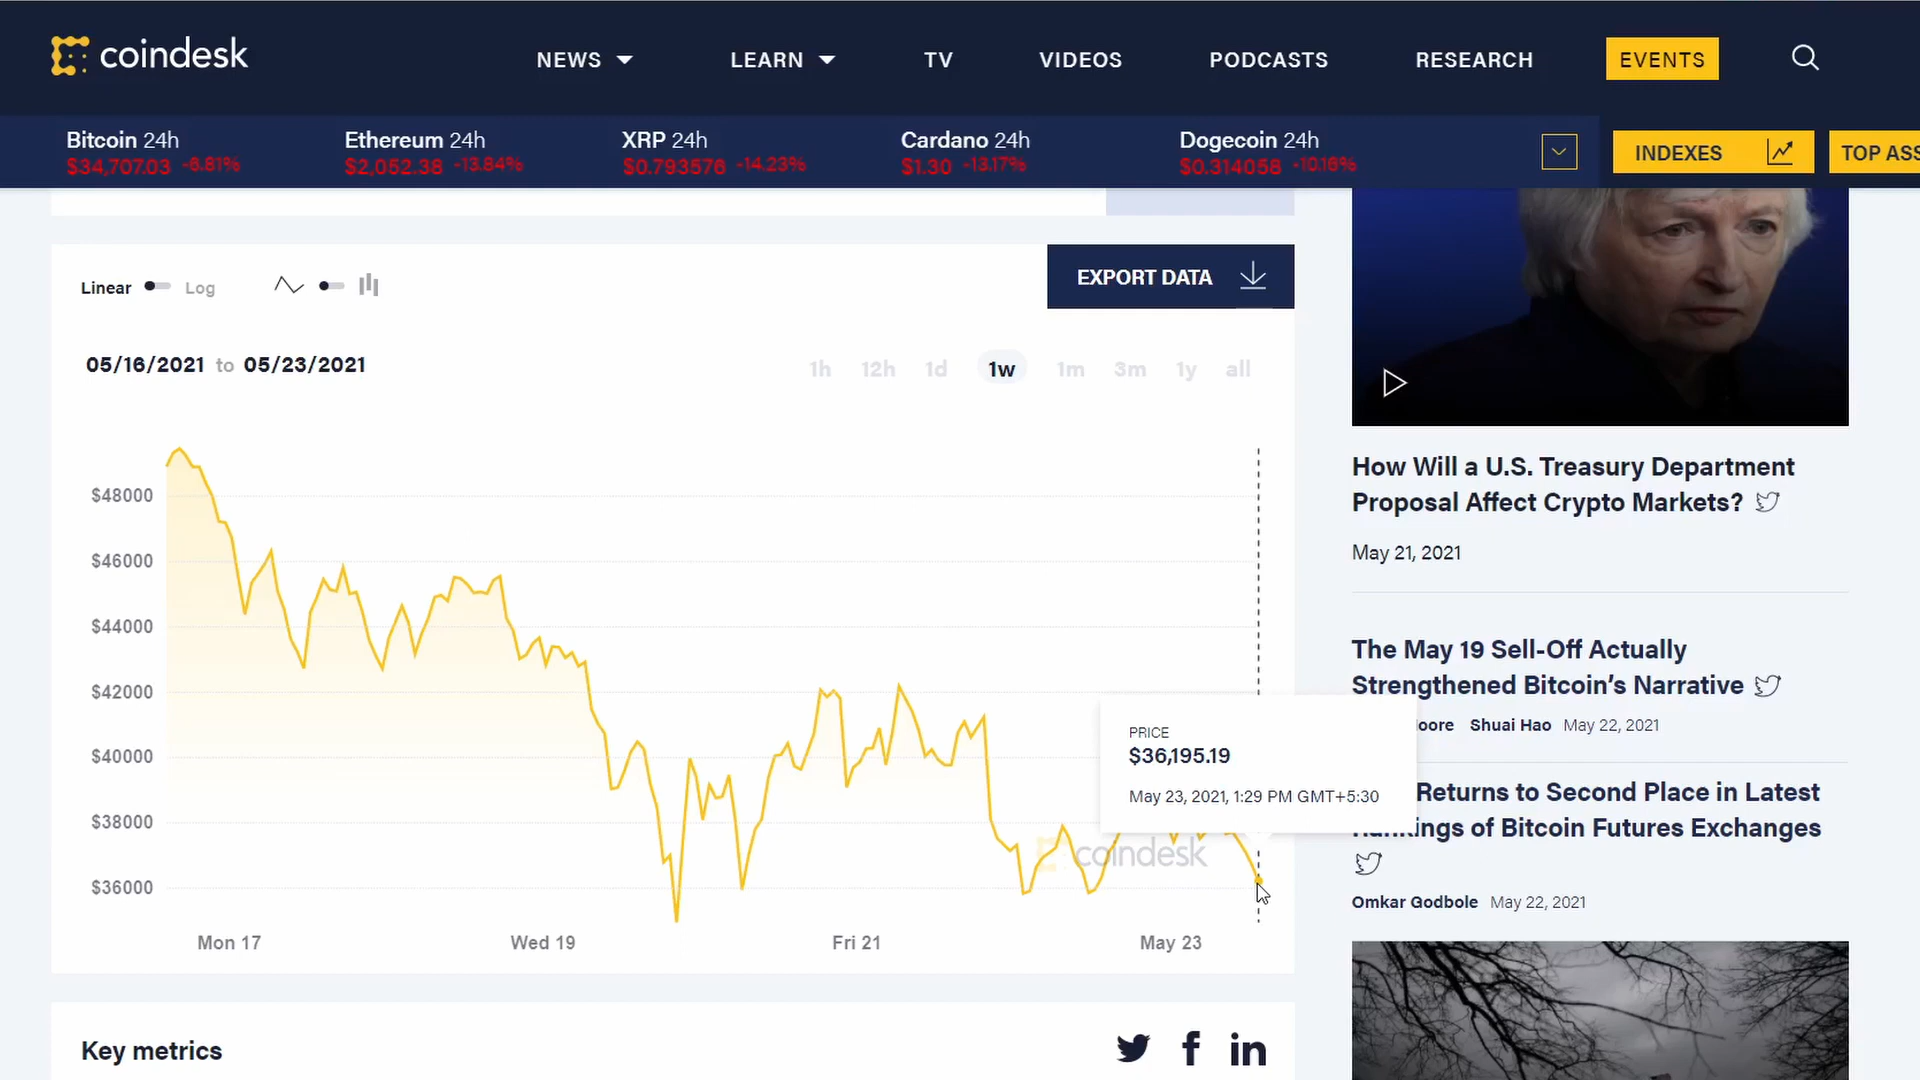 coindesk
NEWS
LEARN
TV
VIDEOS
PODCASTS
RESEARCH
EVENTS
Bitcoin 24h
$34,707.03 -6.81%
Ethereum 24h
$2,052.38 -13.84%
XRP 24h
$0.793576 -14.23%
Cardano 24h
$1.30 -13.17%
Dogecoin 24h
$0.314058 -10.16%
INDEXES
TOP ASS
Linear
Log
EXPORT DATA
05/16/2021 to 05/23/2021
1h 12h 1d 1w 1m 3m 1y all
$48000
$46000
$44000
$42000
$40000
$38000
$36000
PRICE
$36,195.19
May 23, 2021, 1:29 PM GMT+5:30
coindesk
Mon 17
Wed 19
Fri 21
May 23
Key metrics
How Will a U.S. Treasury Department
Proposal Affect Crypto Markets?
May 21, 2021
The May 19 Sell-Off Actually
Strengthened Bitcoin's Narrative
oore Shuai Hao May 22, 2021
Returns to Second Place in Latest
of Bitcoin Futures Exchanges
Omkar Godbole May 22, 2021